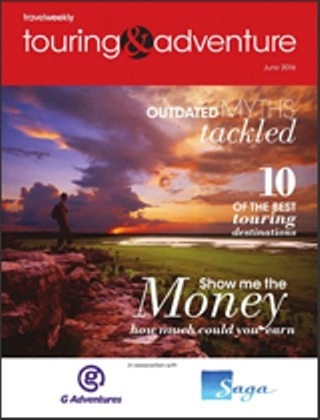 travelweekly
touring&adventure
June 2016
OUTDATED MYTHS
tackled
10
OF THE BEST
touring
destinations
Show me the
Money
how much could you earn
in association with
G Adventures
Saga